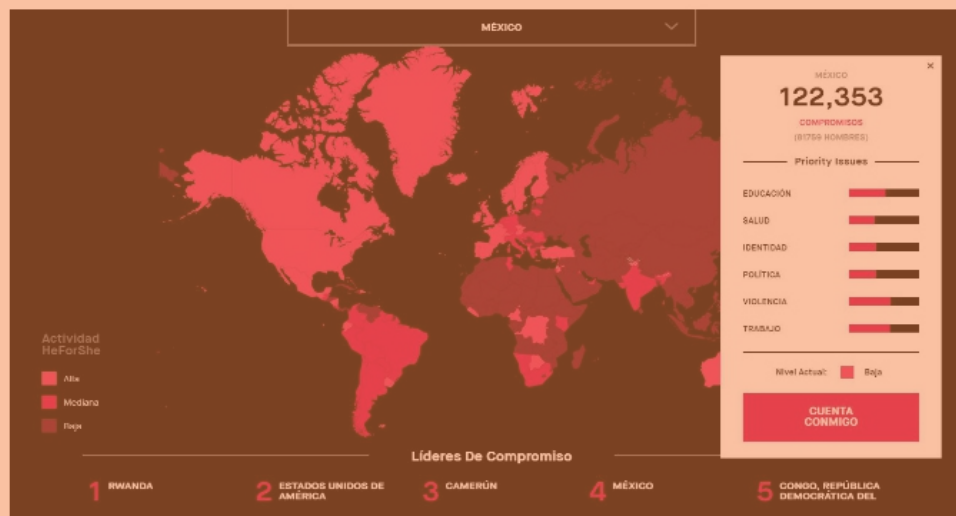 MÉXICO
MÉXICO
122,353
COMPROMISOS
(81759 HOMBRES)
Priority Issues
EDUCACIÓN
SALUD
IDENTIDAD
POLÍTICA
VIOLENCIA
TRABAJO
Nivel Actual: Baja
CUENTA
CONMIGO
Actividad
HeForShe
Alta
Mediana
Baja
Líderes De Compromiso
1 RWANDA
2 ESTADOS UNIDOS DE
AMÉRICA
3 CAMERÚN
4 MÉXICO
5 CONGO, REPÚBLICA
DEMOCRÁTICA DEL